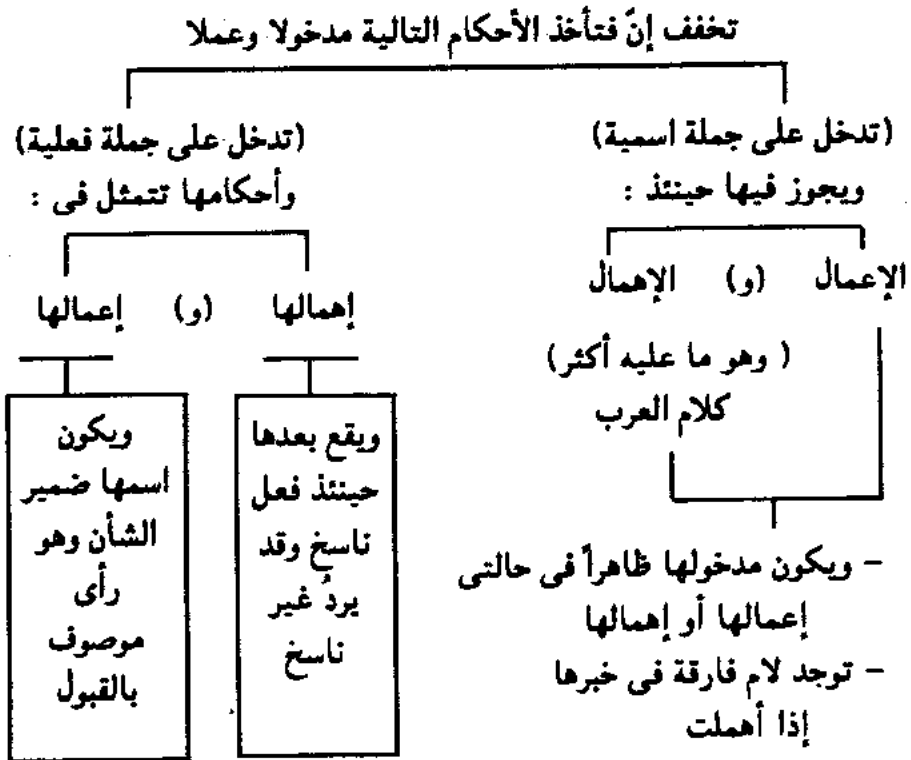 تخفف إنّ فتأخذ الأحكام التالية مدخولا وعملا
(تدخل على جملة اسمية)
ويجوز فيها حينئذ :
الإعمال (و) الإهمال
( وهو ما عليه أكثر)
كلام العرب
– ويكون مدخولها ظاهراً فى حالتى
إعمالها أو إهمالها
– توجد لام فارقة فى خبرها
إذا أهملت
(تدخل على جملة فعلية)
وأحكامها تتمثل فى :
إهمالها (و) إعمالها
ويقع بعدها
حينئذ فعل
ناسخ وقد
يردُ غير
ناسخ
ويكون
اسمها ضمير
الشأن وهو
رأى
موصوف
بالقبول